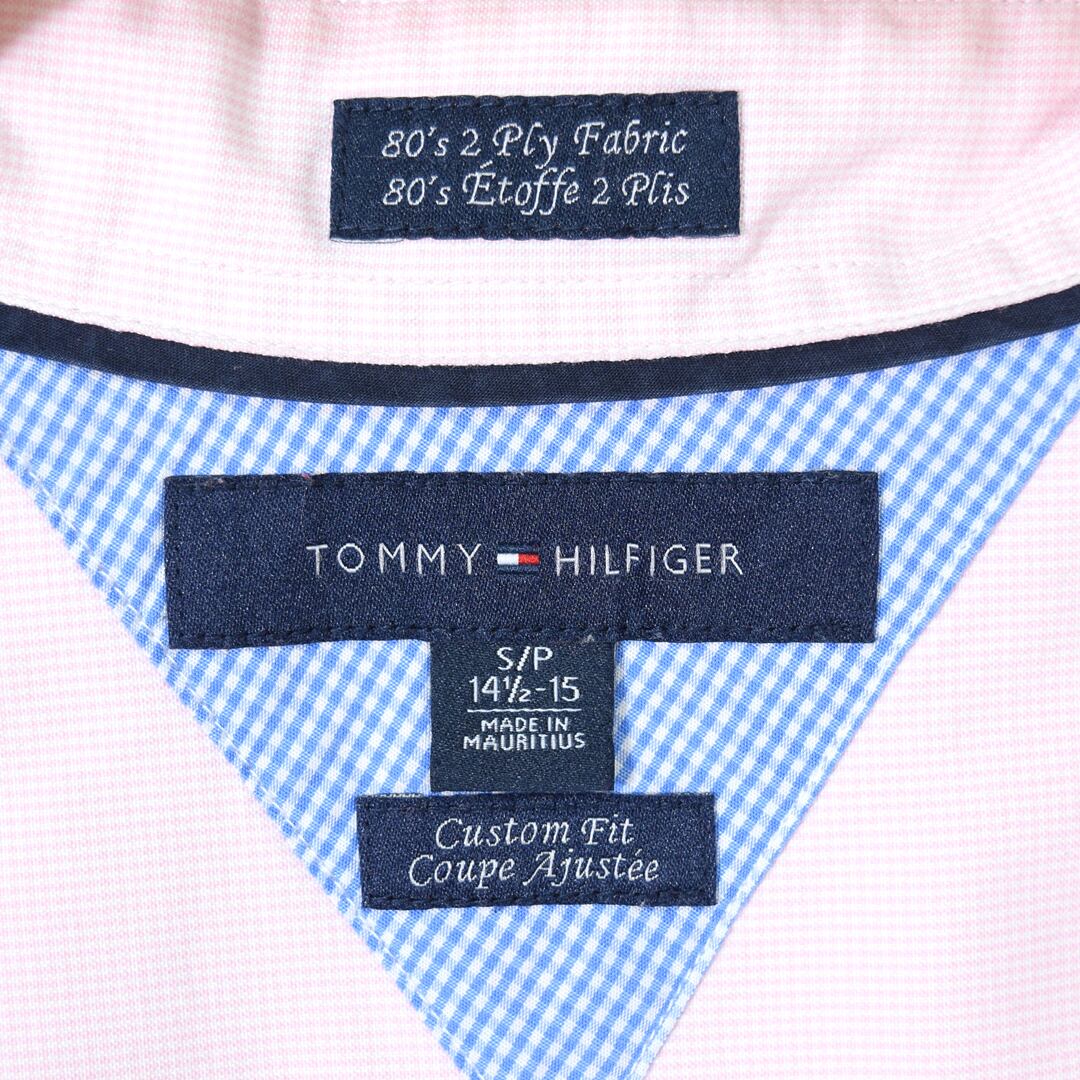 80's 2 Ply Fabric
80's Étoffe 2 Plis
TOMMY HILFIGER
S/P
14½-15
MADE IN
MAURITIUS
Custom Fit
Coupe Ajustée